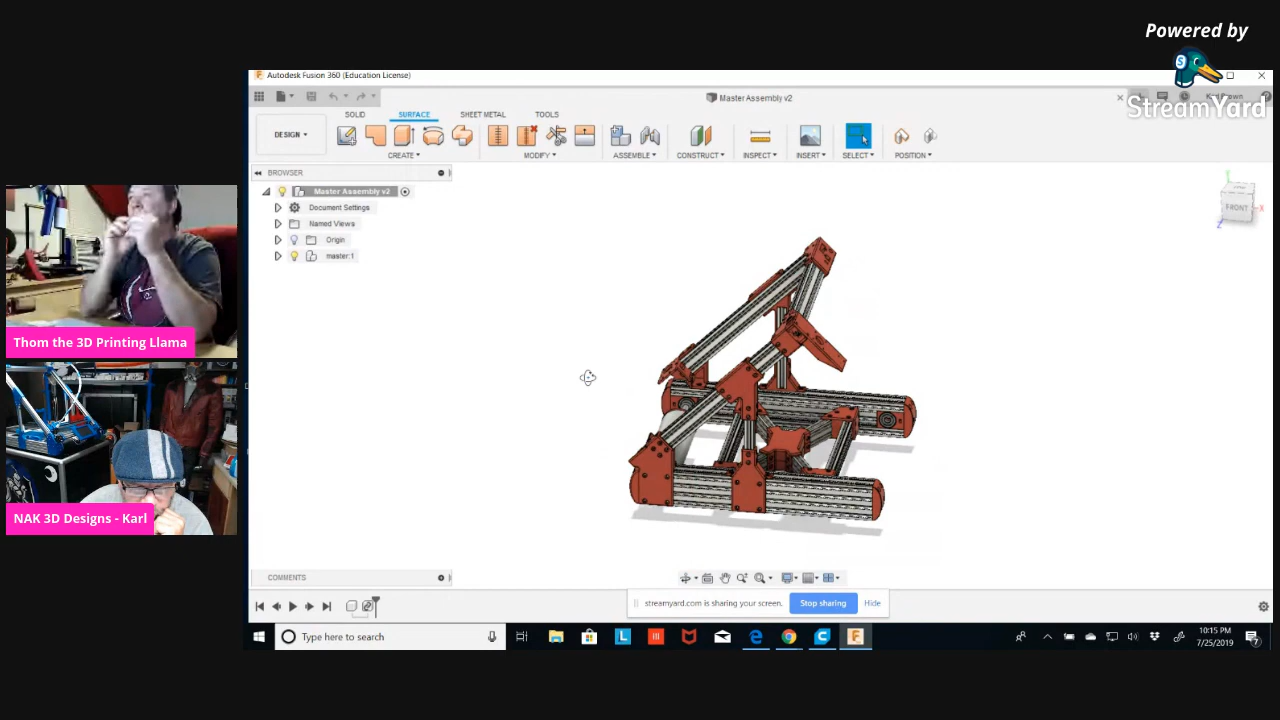 Powered by
S
StreamYard
Autodesk Fusion 360 (Education License)
Master Assembly v2
SOLID
SURFACE
SHEET METAL
TOOLS
DESIGN
CREATE
MODIFY
ASSEMBLE
CONSTRUCT
INSPECT
INSERT
SELECT
POSITION
BROWSER
Master Assembly v2
Document Settings
Named Views
Origin
master:1
FRONT
X
Z
Thom the 3D Printing Llama
NAK 3D Designs - Karl
COMMENTS
streamyard.com is sharing your screen.
Stop sharing
Hide
Type here to search
10:15 PM
7/25/2019